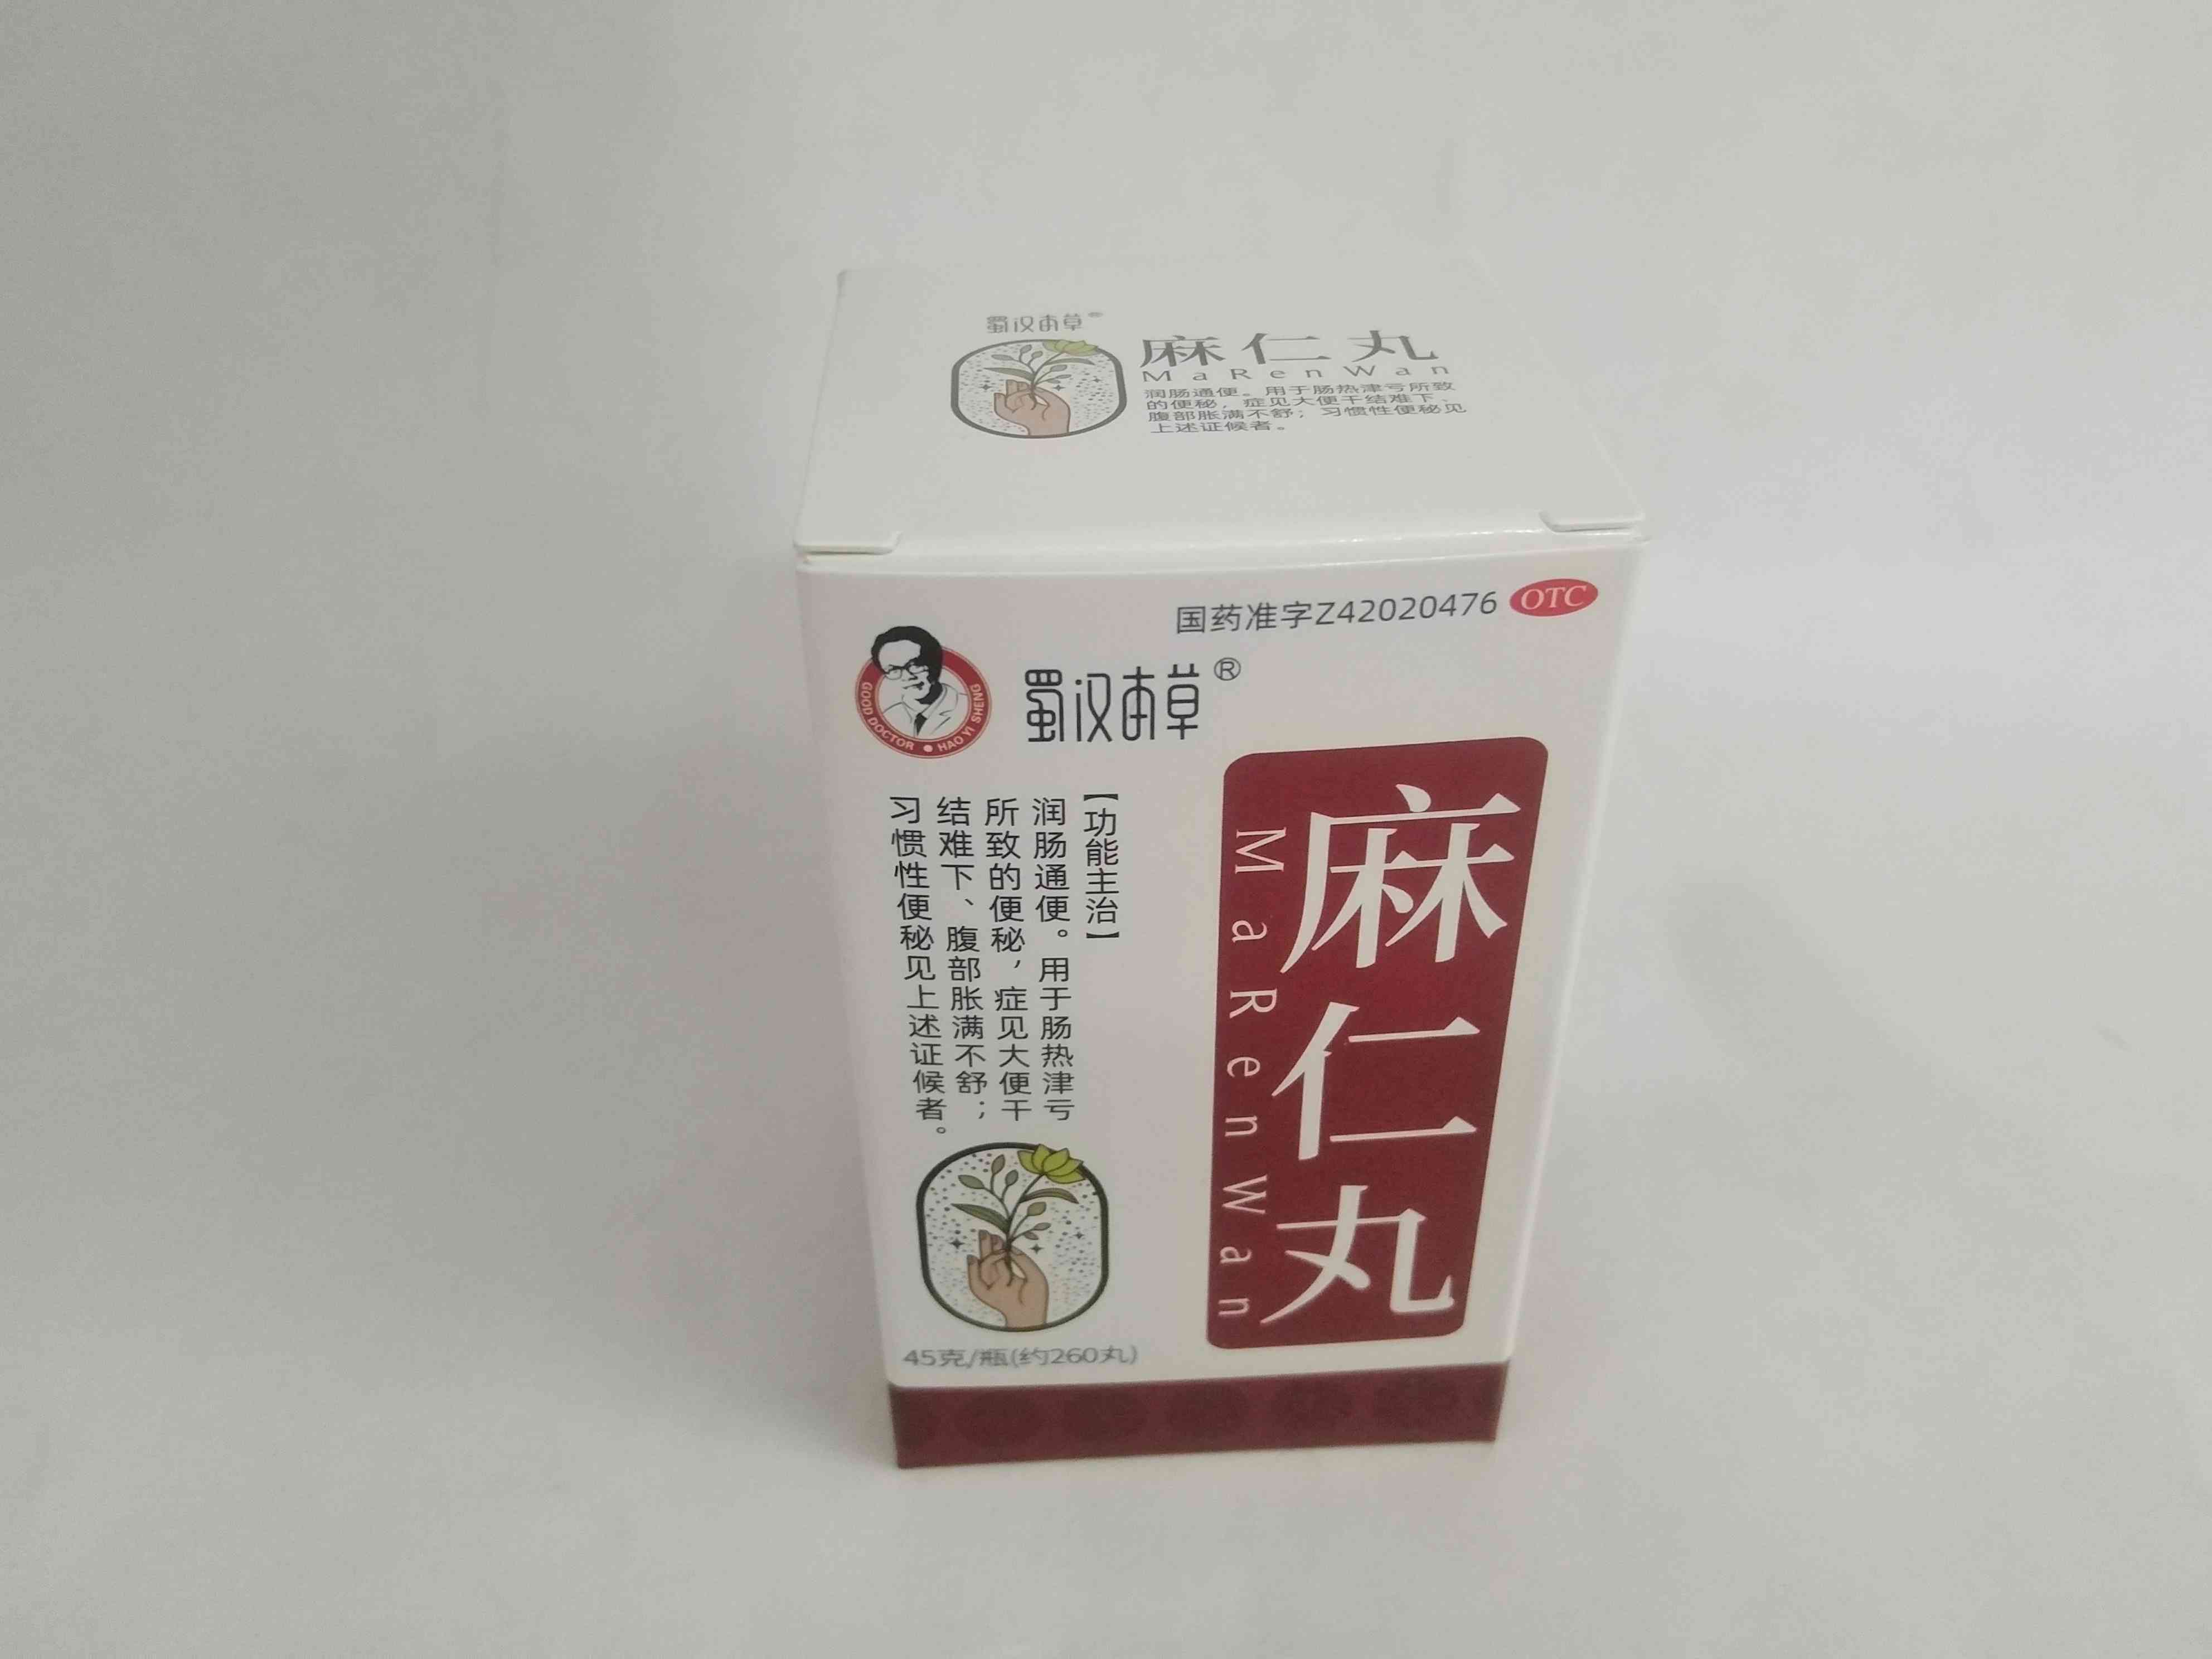 蜀汉本草®
麻仁丸
MaRenWan
润肠通便。用于肠热津亏所致
的便秘，症见大便干结难下、
腹部胀满不舒；习惯性便秘见
上述证候者。
国药准字Z42020476
OTC
GOOD DOCTOR • HAO YI SHENG
蜀汉本草®
麻仁丸
MaRenWan
【功能主治】
润肠通便。用于肠热津亏
所致的便秘，症见大便干
结难下、腹部胀满不舒；
习惯性便秘见上述证候者。
45克/瓶(约260丸)